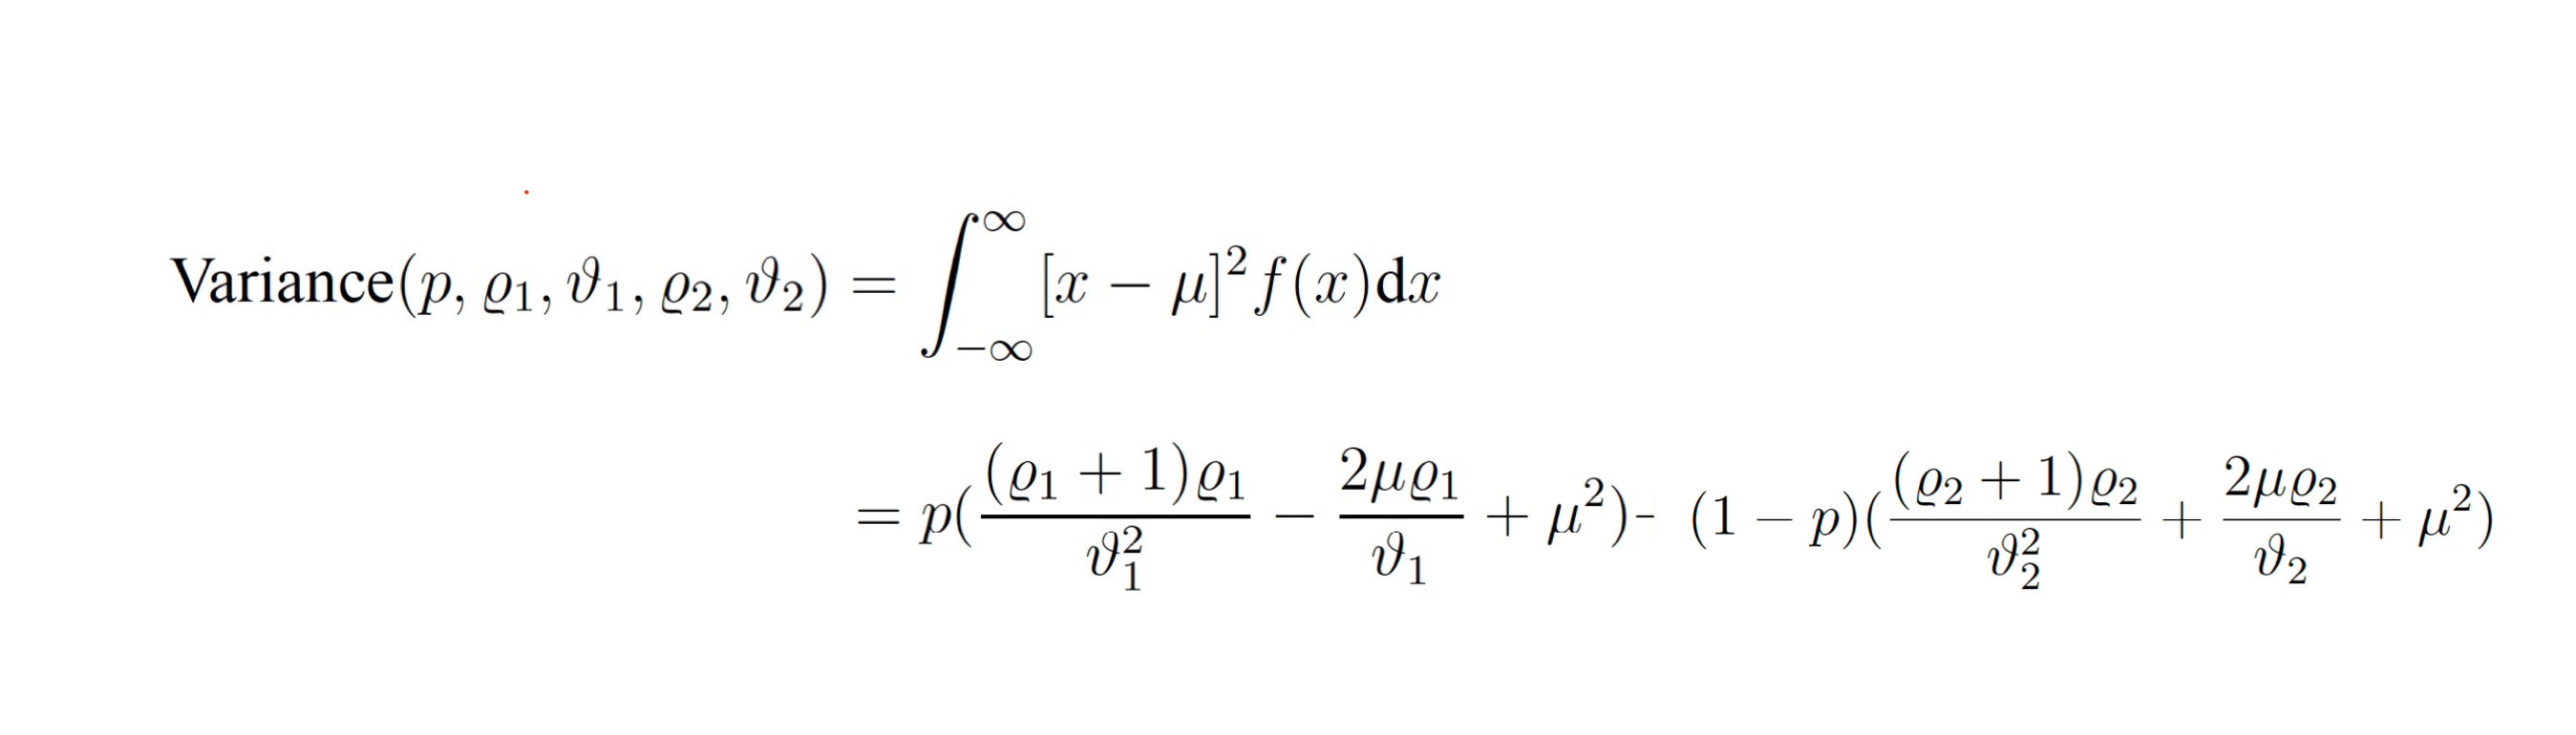 Variance(p, ϱ₁, ϑ₁, ϱ₂, ϑ₂) = ∫_{−∞}^{∞} [x − μ]² f(x)dx
= p((ϱ₁ + 1)ϱ₁/ϑ₁² − 2μϱ₁/ϑ₁ + μ²)- (1 − p)((ϱ₂ + 1)ϱ₂/ϑ₂² + 2μϱ₂/ϑ₂ + μ²)